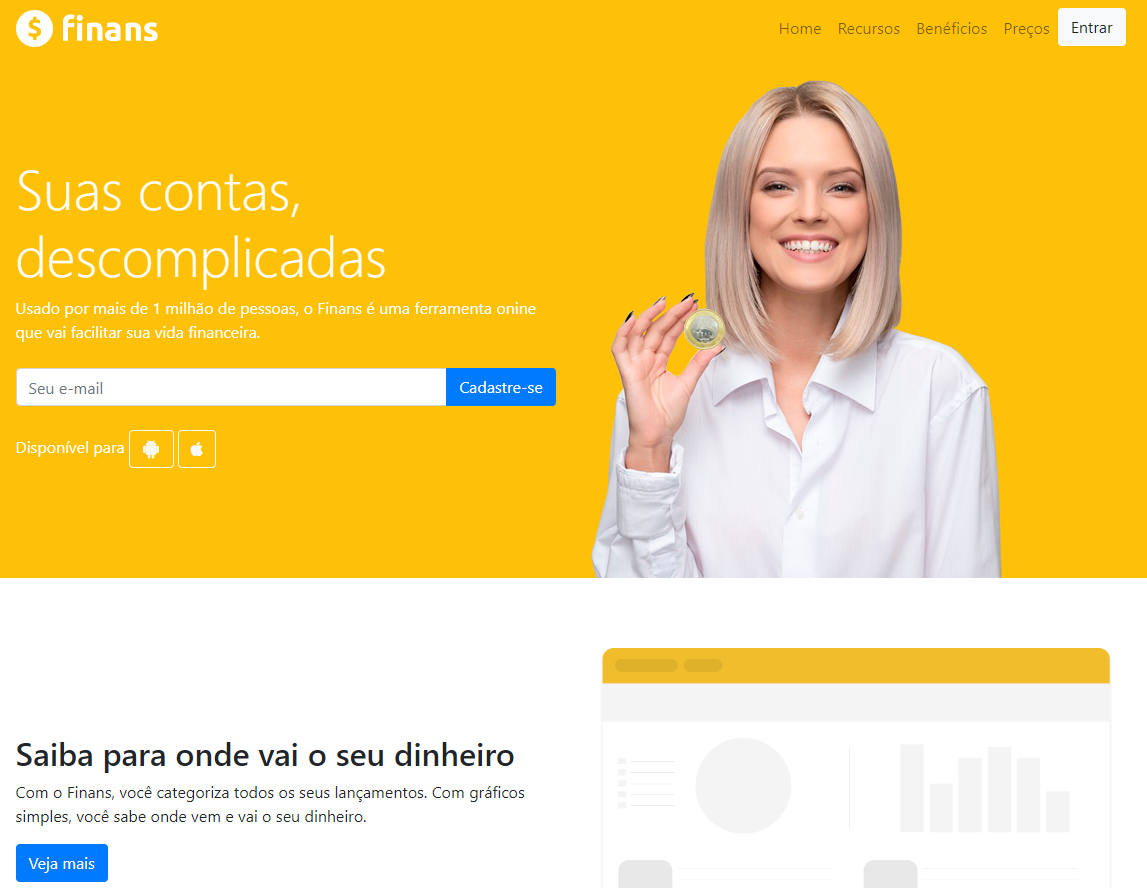 finans
Home Recursos Benéficios Preços Entrar
Suas contas,
descomplicadas
Usado por mais de 1 milhão de pessoas, o Finans é uma ferramenta onine
que vai facilitar sua vida financeira.
Seu e-mail Cadastre-se
Disponível para
Saiba para onde vai o seu dinheiro
Com o Finans, você categoriza todos os seus lançamentos. Com gráficos
simples, você sabe onde vem e vai o seu dinheiro.
Veja mais